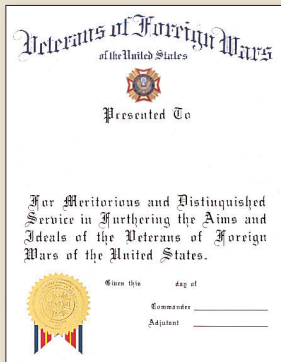 Veterans of Foreign Wars
of the United States
Presented To
For Meritorious and Distinguished
Service in Furthering the Aims and
Ideals of the Veterans of Foreign
Wars of the United States.
Given this day of
Commander
Adjutant